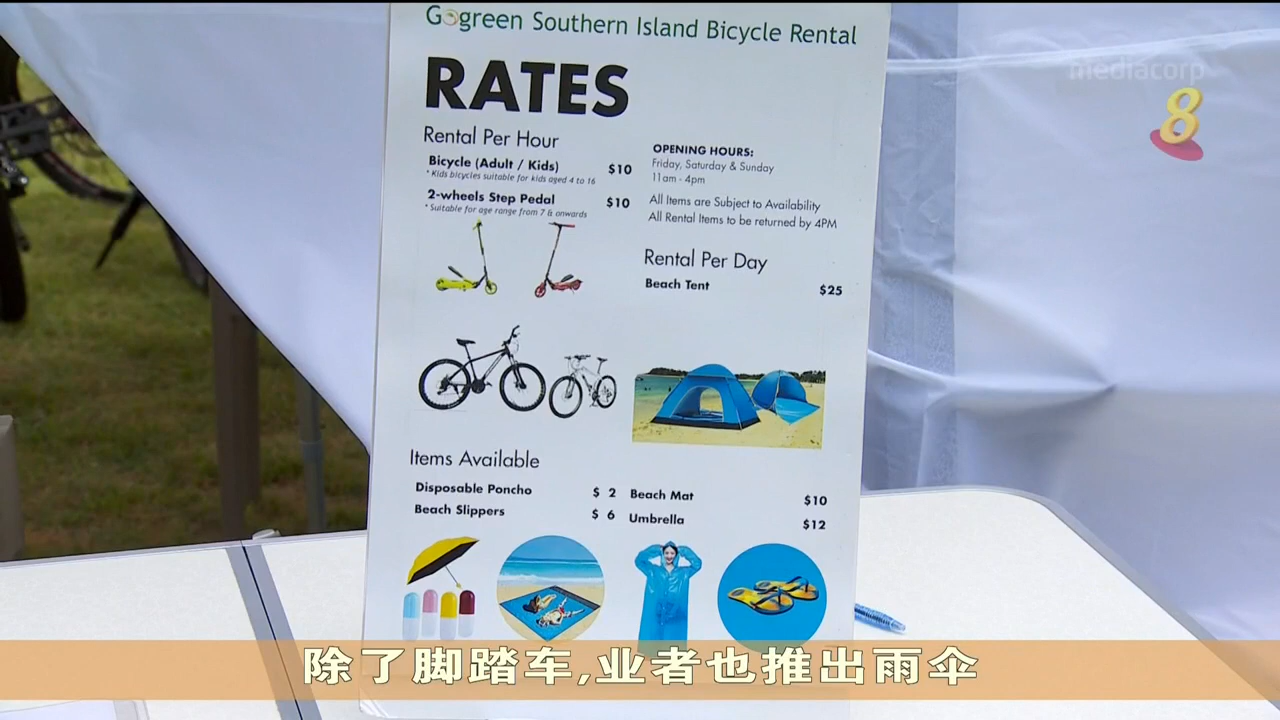 Gogreen Southern Island Bicycle Rental
RATES
Rental Per Hour
Bicycle (Adult / Kids) $10
* Kids bicycles suitable for kids aged 4 to 16
2-wheels Step Pedal $10
* Suitable for age range from 7 & onwards
OPENING HOURS:
Friday, Saturday & Sunday
11am - 4pm
All Items are Subject to Availability
All Rental Items to be returned by 4PM
Rental Per Day
Beach Tent $25
Items Available
Disposable Poncho $ 2
Beach Slippers $ 6
Beach Mat $10
Umbrella $12
mediacorp
8
除了脚踏车,业者也推出雨伞